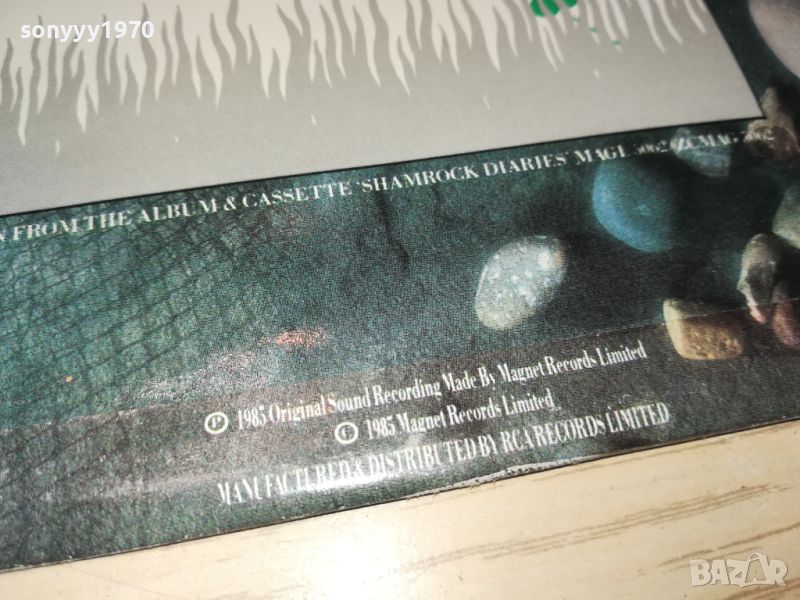 sonyyy1970
FROM THE ALBUM & CASSETTE 'SHAMROCK DIARIES' MAGL 5062/ZCMAG 5062
Ⓟ 1985 Original Sound Recording Made By Magnet Records Limited
© 1985 Magnet Records Limited.
MANUFACTURED & DISTRIBUTED BY RCA RECORDS LIMITED
BAZAR